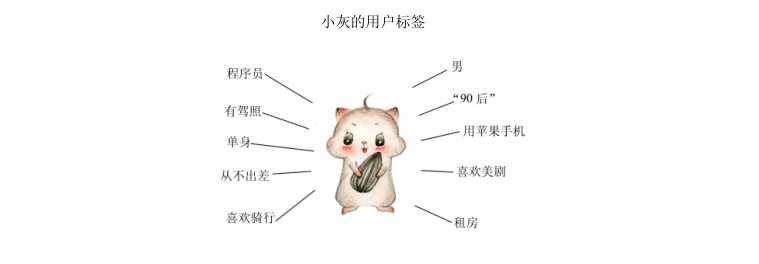 小灰的用户标签
程序员
男
有驾照
“90 后”
单身
用苹果手机
从不出差
喜欢美剧
喜欢骑行
租房